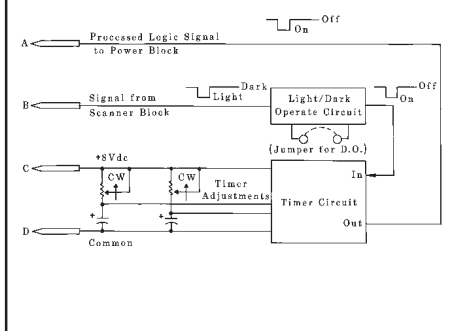 Off
On
A
Processed Logic Signal
to Power Block
Dark
Light
Off
On
B
Signal from
Scanner Block
Light/Dark
Operate Circuit
(Jumper for D.O.)
C
+8Vdc
CW
CW
In
Timer
Adjustments
Timer Circuit
+
+
Out
D
Common